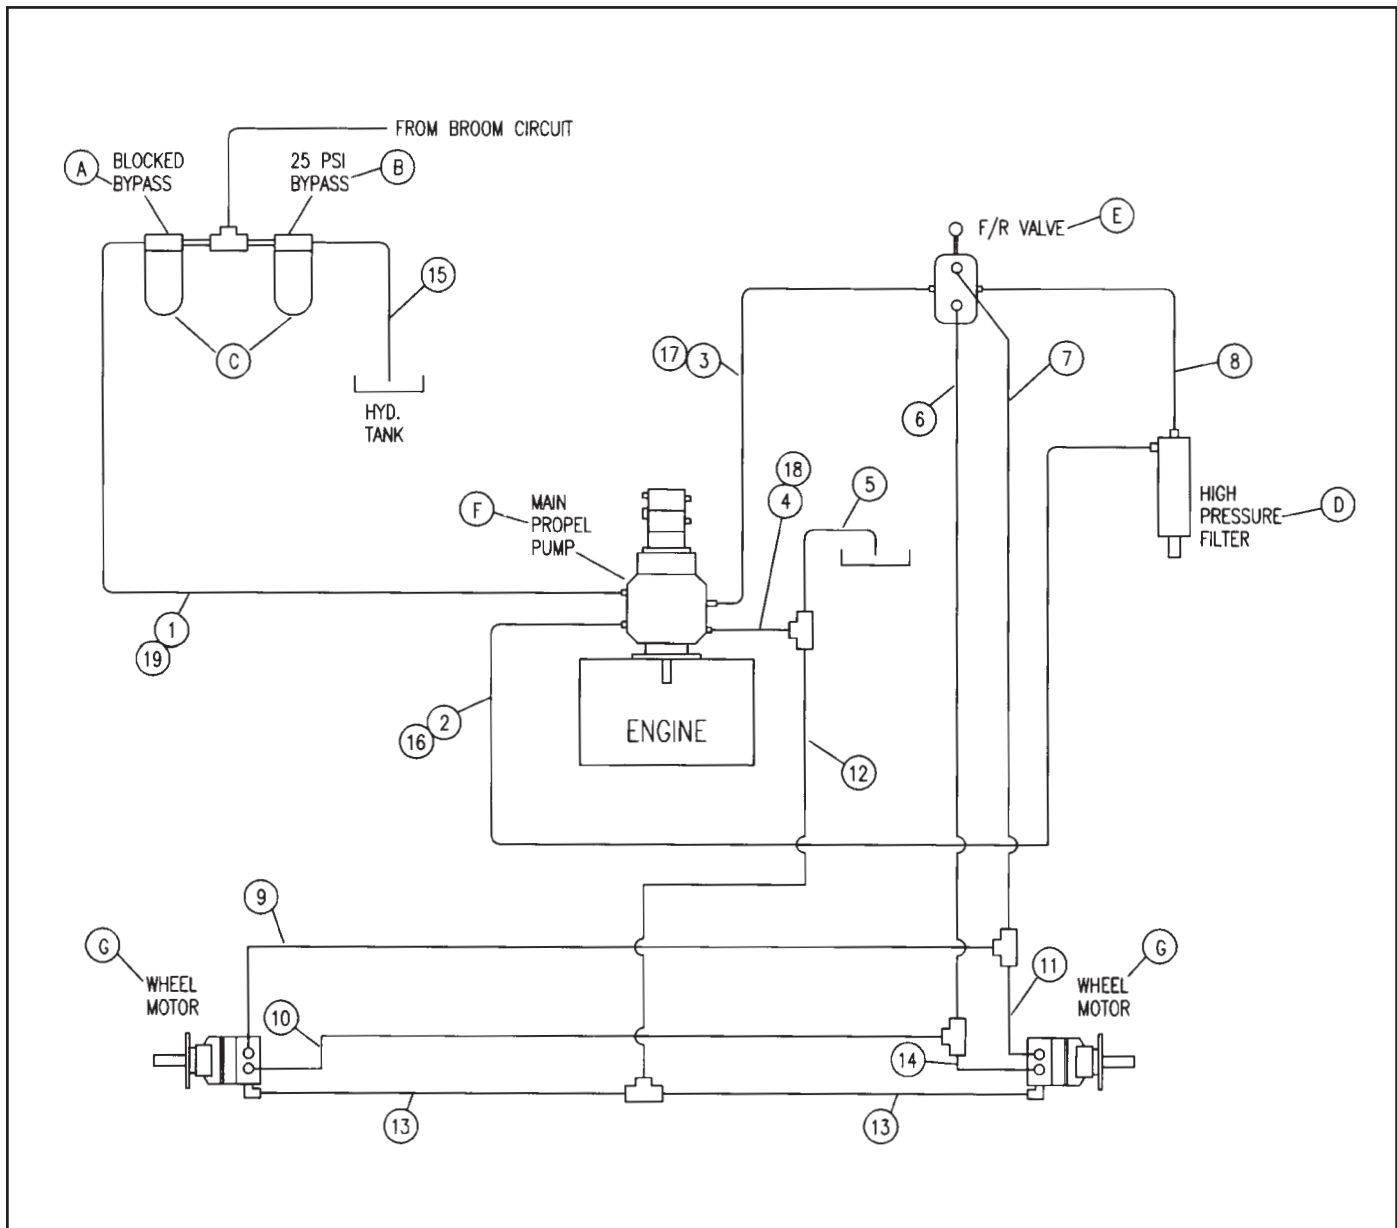 FROM BROOM CIRCUIT
A
BLOCKED
BYPASS
25 PSI
BYPASS
B
E
F/R VALVE
15
C
17
3
7
8
6
HYD.
TANK
18
4
5
F
MAIN
PROPEL
PUMP
HIGH
PRESSURE
FILTER
D
1
19
2
16
ENGINE
12
9
G
WHEEL
MOTOR
11
G
WHEEL
MOTOR
10
14
13
13